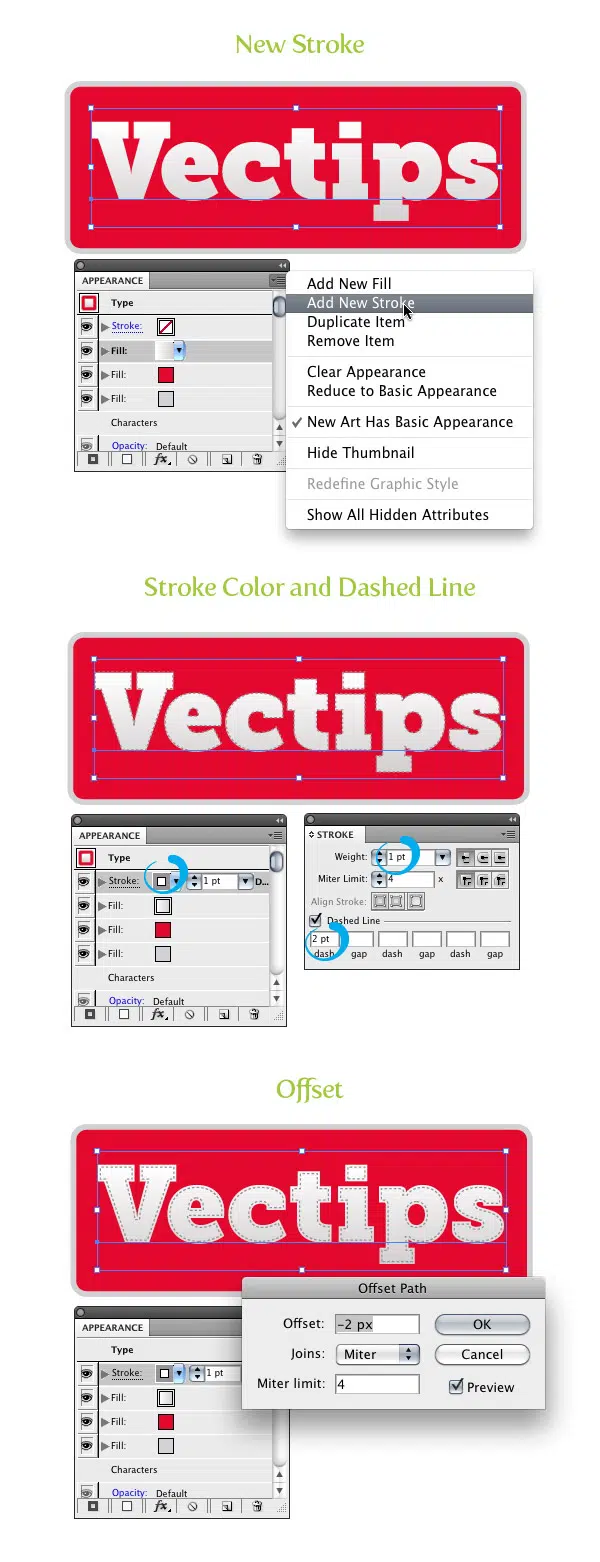 New Stroke
Vectips
APPEARANCE
Type
Stroke:
Fill:
Fill:
Fill:
Characters
Opacity: Default
fx
Add New Fill
Add New Stroke
Duplicate Item
Remove Item
Clear Appearance
Reduce to Basic Appearance
✓ New Art Has Basic Appearance
Hide Thumbnail
Redefine Graphic Style
Show All Hidden Attributes
Stroke Color and Dashed Line
Vectips
APPEARANCE
Type
Stroke: 1 pt D...
Fill:
Fill:
Fill:
Characters
Opacity: Default
fx
STROKE
Weight: 1 pt
Miter Limit: 4 x
Align Stroke:
Dashed Line
2 pt
dash gap dash gap dash gap
Offset
Vectips
APPEARANCE
Type
Stroke: 1 pt
Fill:
Fill:
Fill:
Characters
Opacity: Default
fx
Offset Path
Offset: -2 px OK
Joins: Miter Cancel
Miter limit: 4 Preview